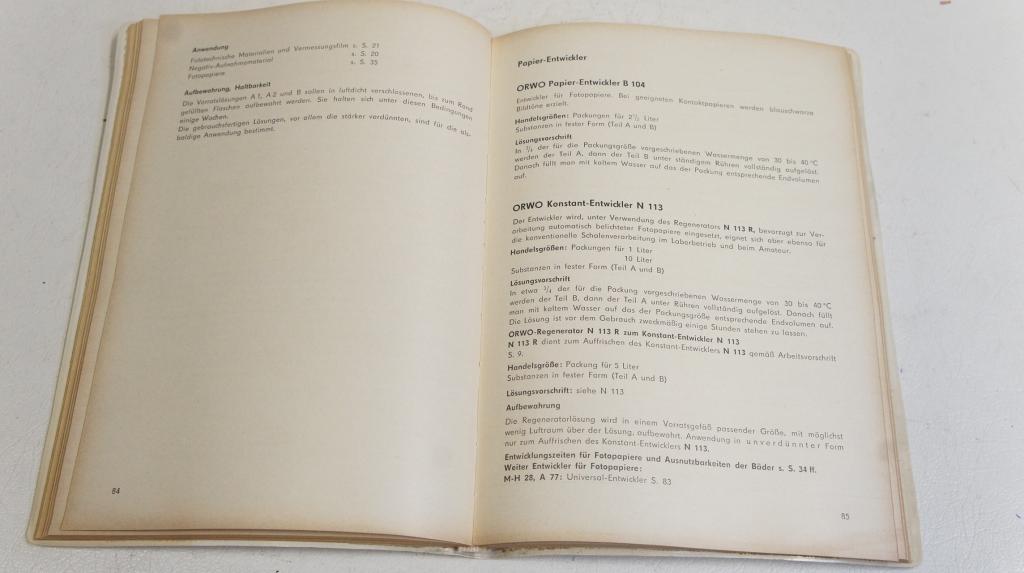 Anwendung
Fototechnische Materialien und Vermessungsfilm s. S. 21
Negativ-Aufnahmematerial s. S. 20
Fotopapiere s. S. 35
Aufbewahrung, Haltbarkeit
Die Vorratslösungen A 1, A 2 und B sollen in luftdicht verschlossenen, bis zum Rand
gefüllten Flaschen aufbewahrt werden. Sie halten sich unter diesen Bedingungen
einige Wochen.
Die gebrauchsfertigen Lösungen, vor allem die stärker verdünnten, sind für die als-
baldige Anwendung bestimmt.
84
Papier-Entwickler
ORWO Papier-Entwickler B 104
Entwickler für Fotopapiere. Bei geeigneten Kontaktpapieren werden blauschwarze
Bildtöne erzielt.
Handelsgrößen: Packungen für 2½ Liter
Substanzen in fester Form (Teil A und B)
Lösungsvorschrift
In ¾ der für die Packungsgröße vorgeschriebenen Wassermenge von 30 bis 40 °C
werden der Teil A, dann der Teil B unter ständigem Rühren vollständig aufgelöst.
Danach füllt man mit kaltem Wasser auf das der Packung entsprechende Endvolumen
auf.
ORWO Konstant-Entwickler N 113
Der Entwickler wird, unter Verwendung des Regenerators N 113 R, bevorzugt zur Ver-
arbeitung automatisch belichteter Fotopapiere eingesetzt, eignet sich aber ebenso für
die konventionelle Schalenverarbeitung im Laborbetrieb und beim Amateur.
Handelsgrößen: Packungen für 1 Liter
10 Liter
Substanzen in fester Form (Teil A und B)
Lösungsvorschrift
In etwa ¾ der für die Packung vorgeschriebenen Wassermenge von 30 bis 40 °C
werden der Teil B, dann der Teil A unter Rühren vollständig aufgelöst. Danach füllt
man mit kaltem Wasser auf das der Packungsgröße entsprechende Endvolumen auf.
Die Lösung ist vor dem Gebrauch zweckmäßig einige Stunden stehen zu lassen.
ORWO-Regenerator N 113 R zum Konstant-Entwickler N 113
N 113 R dient zum Auffrischen des Konstant-Entwicklers N 113 gemäß Arbeitsvorschrift
S. 9.
Handelsgröße: Packung für 5 Liter
Substanzen in fester Form (Teil A und B)
Lösungsvorschrift: siehe N 113
Aufbewahrung
Die Regeneratorlösung wird in einem Vorratsgefäß passender Größe, mit möglichst
wenig Luftraum über der Lösung, aufbewahrt. Anwendung in unverdünnter Form
nur zum Auffrischen des Konstant-Entwicklers N 113.
Entwicklungszeiten für Fotopapiere und Ausnutzbarkeiten der Bäder s. S. 34 ff.
Weiter Entwickler für Fotopapiere:
M-H 28, A 77: Universal-Entwickler S. 83
85